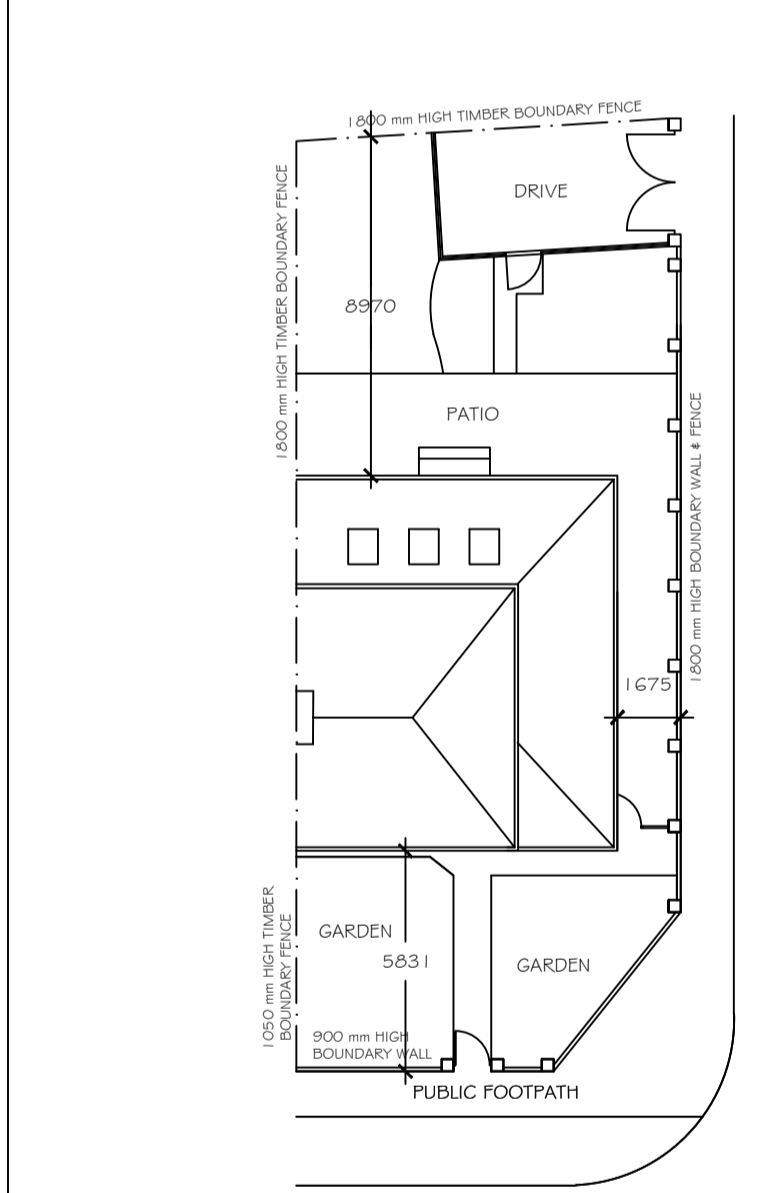 1800 mm HIGH TIMBER BOUNDARY FENCE
DRIVE
1800 mm HIGH TIMBER BOUNDARY FENCE
8970
PATIO
1800 mm HIGH BOUNDARY WALL & FENCE
1675
1050 mm HIGH TIMBER
BOUNDARY FENCE
GARDEN
5831
GARDEN
900 mm HIGH
BOUNDARY WALL
PUBLIC FOOTPATH